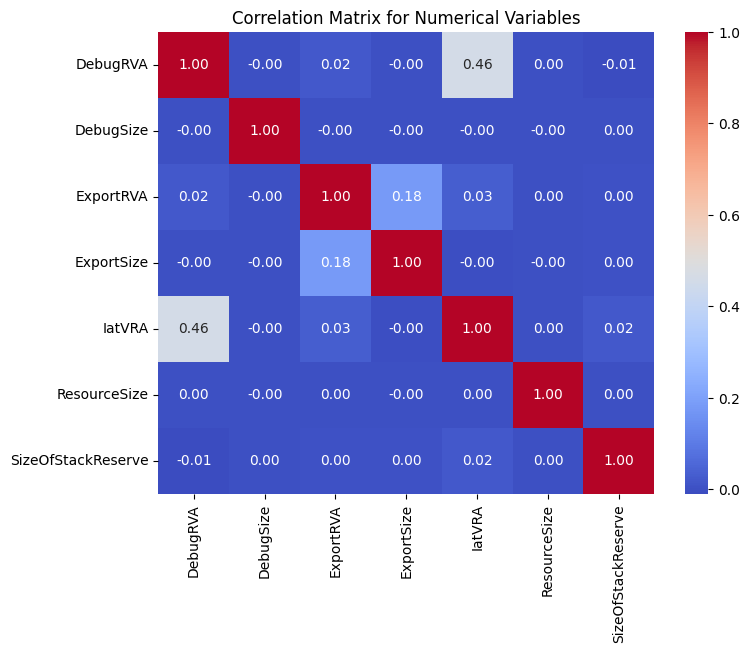 Correlation Matrix for Numerical Variables
DebugRVA 1.00 -0.00 0.02 -0.00 0.46 0.00 -0.01
DebugSize -0.00 1.00 -0.00 -0.00 -0.00 -0.00 0.00
ExportRVA 0.02 -0.00 1.00 0.18 0.03 0.00 0.00
ExportSize -0.00 -0.00 0.18 1.00 -0.00 -0.00 0.00
IatVRA 0.46 -0.00 0.03 -0.00 1.00 0.00 0.02
ResourceSize 0.00 -0.00 0.00 -0.00 0.00 1.00 0.00
SizeOfStackReserve -0.01 0.00 0.00 0.00 0.02 0.00 1.00
DebugRVA
DebugSize
ExportRVA
ExportSize
IatVRA
ResourceSize
SizeOfStackReserve
1.0
0.8
0.6
0.4
0.2
0.0